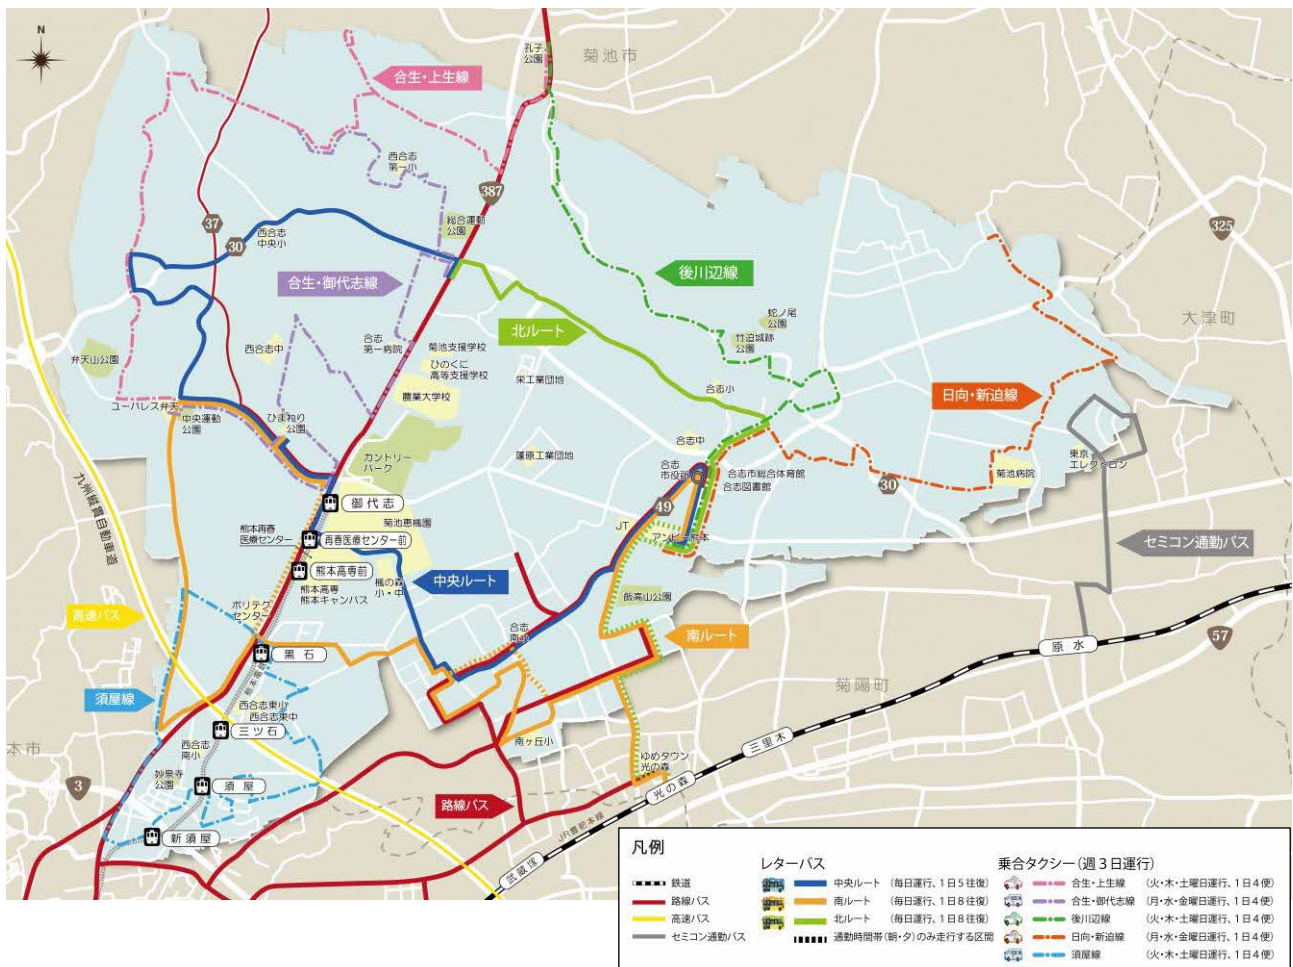 N
孔子
公園
菊池市
合生・上生線
西合志
第一小
387
37
30
西合志
中央小
総合運動
公園
325
合生・御代志線
後川辺線
北ルート
蛇ノ尾
公園
竹迫城跡
公園
大津町
弁天山公園
西合志中
合志
第一病院
菊池支援学校
ひのくに
高等支援学校
農業大学校
栄工業団地
合志小
日向・新迫線
ユーパレス弁天
中央運動
公園
ひまわり
公園
カントリー
パーク
蓬原工業団地
合志中
合志
市役所
合志市総合体育館
合志図書館
菊池病院
東京
エレクトロン
30
九州縦貫自動車道
御代志
菊池恵楓園
49
JT
アンビー熊本
熊本再春
医療センター
再春医療センター前
セミコン通勤バス
熊本高専前
熊本高専
熊本キャンパス
楓の森
小・中
中央ルート
飯高山公園
ポリテク
センター
高速バス
合志
南小
南ルート
黒石
熊本電鉄
原水
57
須屋線
菊陽町
西合志東小
西合志東中
三ツ石
西合志
南小
南ヶ丘小
三里木
本市
妙泉寺
公園
ゆめタウン
光の森
3
須屋
路線バス
光の森
新須屋
JR豊肥本線
武蔵塚
凡例
鉄道
路線バス
高速バス
セミコン通勤バス
レターバス
中央ルート (毎日運行、1日5往復)
南ルート (毎日運行、1日8往復)
北ルート (毎日運行、1日8往復)
通勤時間帯(朝・夕)のみ走行する区間
乗合タクシー(週3日運行)
合生・上生線 (火・木・土曜日運行、1日4便)
合生・御代志線 (月・水・金曜日運行、1日4便)
後川辺線 (火・木・土曜日運行、1日4便)
日向・新迫線 (月・水・金曜日運行、1日4便)
須屋線 (火・木・土曜日運行、1日4便)